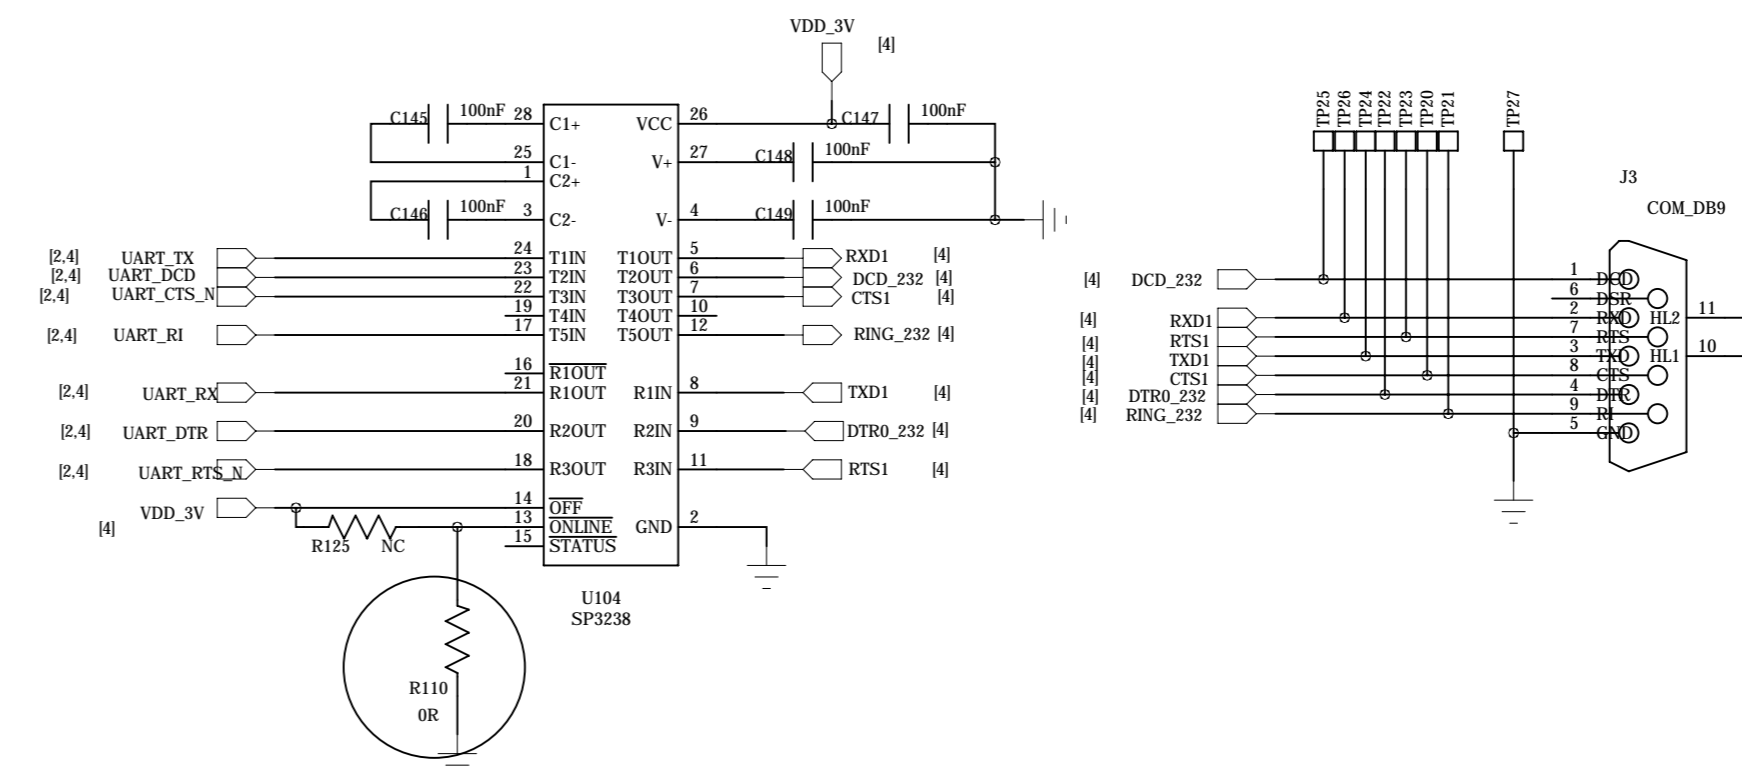 VDD_3V [4]
C145 100nF 28 C1+ VCC 26 C147 100nF
25 C1- V+ 27 C148 100nF
1 C2+
C146 100nF 3 C2- V- 4 C149 100nF
[2,4] UART_TX 24 T1IN T1OUT 5 RXD1 [4]
[2,4] UART_DCD 23 T2IN T2OUT 6 DCD_232 [4]
[2,4] UART_CTS_N 22 T3IN T3OUT 7 CTS1 [4]
19 T4IN T4OUT 10
[2,4] UART_RI 17 T5IN T5OUT 12 RING_232 [4]
16 R1OUT
[2,4] UART_RX 21 R1OUT R1IN 8 TXD1 [4]
[2,4] UART_DTR 20 R2OUT R2IN 9 DTR0_232 [4]
[2,4] UART_RTS_N 18 R3OUT R3IN 11 RTS1 [4]
VDD_3V 14 OFF
[4] 13 ONLINE GND 2
R125 NC 15 STATUS
U104
SP3238
R110
0R
TP25 TP26 TP24 TP22 TP23 TP20 TP21 TP27
J3
COM_DB9
[4] DCD_232 1 DCD
6 DSR
[4] RXD1 2 RXD HL2 11
[4] RTS1 7 RTS
[4] TXD1 3 TXD HL1 10
[4] CTS1 8 CTS
[4] DTR0_232 4 DTR
[4] RING_232 9 RI
5 GND